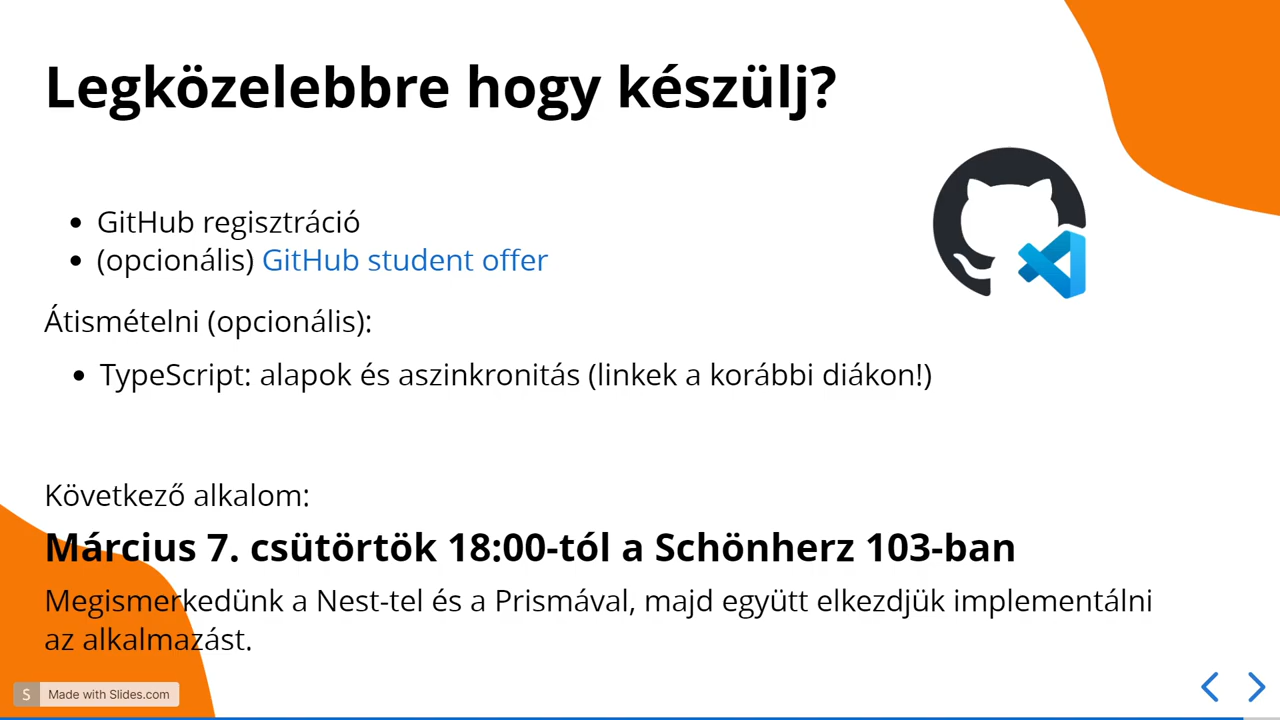 Legközelebbre hogy készülj?
• GitHub regisztráció
• (opcionális) GitHub student offer
Átismételni (opcionális):
• TypeScript: alapok és aszinkronitás (linkek a korábbi diákon!)
Következő alkalom:
Március 7. csütörtök 18:00-tól a Schönherz 103-ban
Megismerkedünk a Nest-tel és a Prismával, majd együtt elkezdjük implementálni
az alkalmazást.
S Made with Slides.com